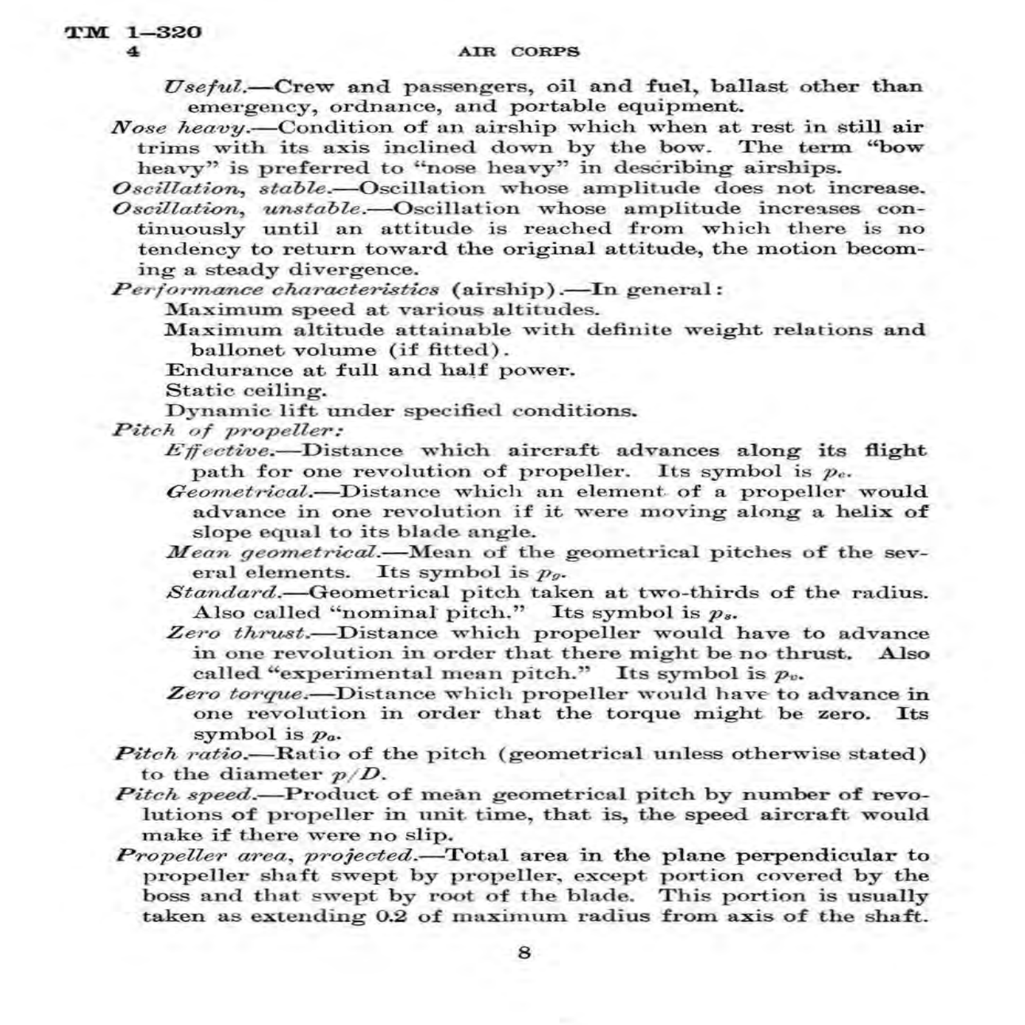 TM 1–320
4
AIR CORPS
Useful.—Crew and passengers, oil and fuel, ballast other than
emergency, ordnance, and portable equipment.
Nose heavy.—Condition of an airship which when at rest in still air
trims with its axis inclined down by the bow. The term “bow
heavy” is preferred to “nose heavy” in describing airships.
Oscillation, stable.—Oscillation whose amplitude does not increase.
Oscillation, unstable.—Oscillation whose amplitude increases con-
tinuously until an attitude is reached from which there is no
tendency to return toward the original attitude, the motion becom-
ing a steady divergence.
Performance characteristics (airship).—In general:
Maximum speed at various altitudes.
Maximum altitude attainable with definite weight relations and
ballonet volume (if fitted).
Endurance at full and half power.
Static ceiling.
Dynamic lift under specified conditions.
Pitch of propeller:
Effective.—Distance which aircraft advances along its flight
path for one revolution of propeller. Its symbol is pₑ.
Geometrical.—Distance which an element of a propeller would
advance in one revolution if it were moving along a helix of
slope equal to its blade angle.
Mean geometrical.—Mean of the geometrical pitches of the sev-
eral elements. Its symbol is p_g.
Standard.—Geometrical pitch taken at two-thirds of the radius.
Also called “nominal pitch.” Its symbol is pₛ.
Zero thrust.—Distance which propeller would have to advance
in one revolution in order that there might be no thrust. Also
called “experimental mean pitch.” Its symbol is pᵥ.
Zero torque.—Distance which propeller would have to advance in
one revolution in order that the torque might be zero. Its
symbol is pₐ.
Pitch ratio.—Ratio of the pitch (geometrical unless otherwise stated)
to the diameter p/D.
Pitch speed.—Product of mean geometrical pitch by number of revo-
lutions of propeller in unit time, that is, the speed aircraft would
make if there were no slip.
Propeller area, projected.—Total area in the plane perpendicular to
propeller shaft swept by propeller, except portion covered by the
boss and that swept by root of the blade. This portion is usually
taken as extending 0.2 of maximum radius from axis of the shaft.
8